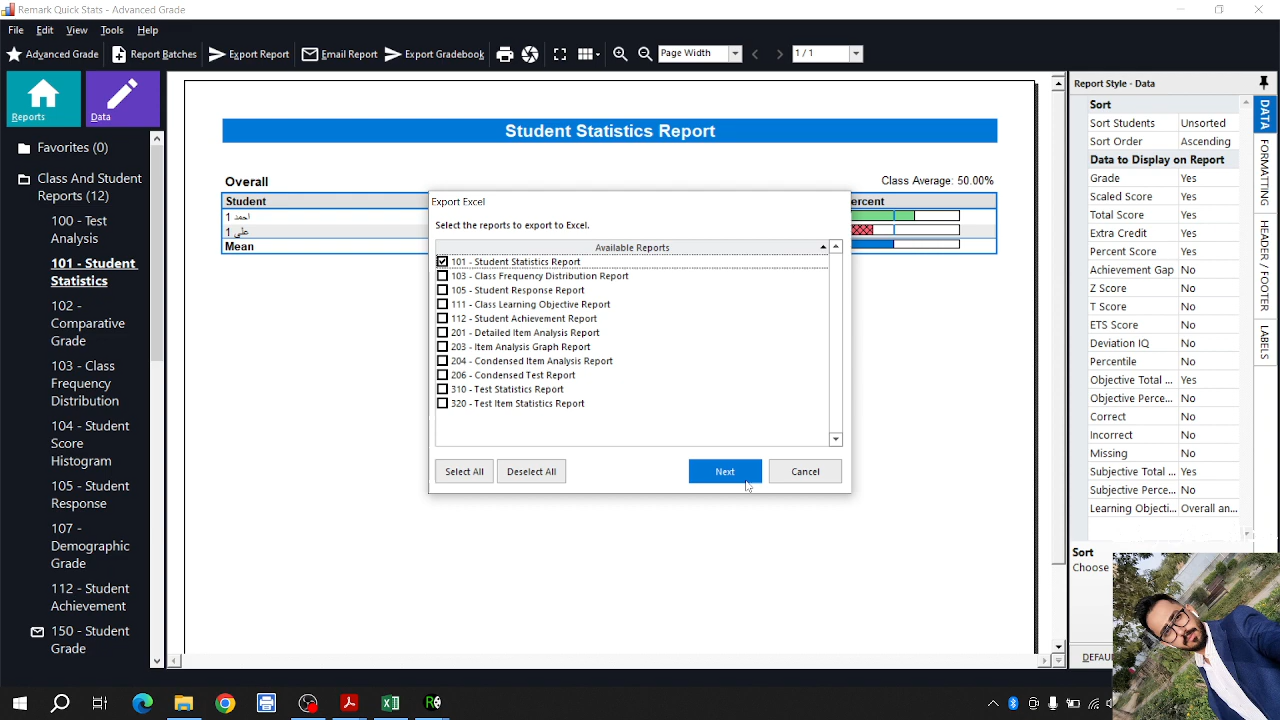 Remark Quick Stats - Advanced Grade
File Edit View Tools Help
Advanced Grade Report Batches Export Report Email Report Export Gradebook Page Width 1 / 1
Reports
Data
Favorites (0)
Class And Student
Reports (12)
100 - Test
Analysis
101 - Student
Statistics
102 -
Comparative
Grade
103 - Class
Frequency
Distribution
104 - Student
Score
Histogram
105 - Student
Response
107 -
Demographic
Grade
112 - Student
Achievement
150 - Student
Grade
Student Statistics Report
Overall
Class Average: 50.00%
Student
ercent
احمد 1
علي 1
Mean
Export Excel
Select the reports to export to Excel.
Available Reports
101 - Student Statistics Report
103 - Class Frequency Distribution Report
105 - Student Response Report
111 - Class Learning Objective Report
112 - Student Achievement Report
201 - Detailed Item Analysis Report
203 - Item Analysis Graph Report
204 - Condensed Item Analysis Report
206 - Condensed Test Report
310 - Test Statistics Report
320 - Test Item Statistics Report
Select All Deselect All Next Cancel
Report Style - Data
Sort
Sort Students Unsorted
Sort Order Ascending
Data to Display on Report
Grade Yes
Scaled Score Yes
Total Score Yes
Extra Credit Yes
Percent Score Yes
Achievement Gap No
Z Score No
T Score No
ETS Score No
Deviation IQ No
Percentile No
Objective Total ... Yes
Objective Perce... No
Correct No
Incorrect No
Missing No
Subjective Total ... Yes
Subjective Perce... No
Learning Objecti... Overall an...
Sort
Choose
DEFAU
DATA
FORMATTING
HEADER / FOOTER
LABELS